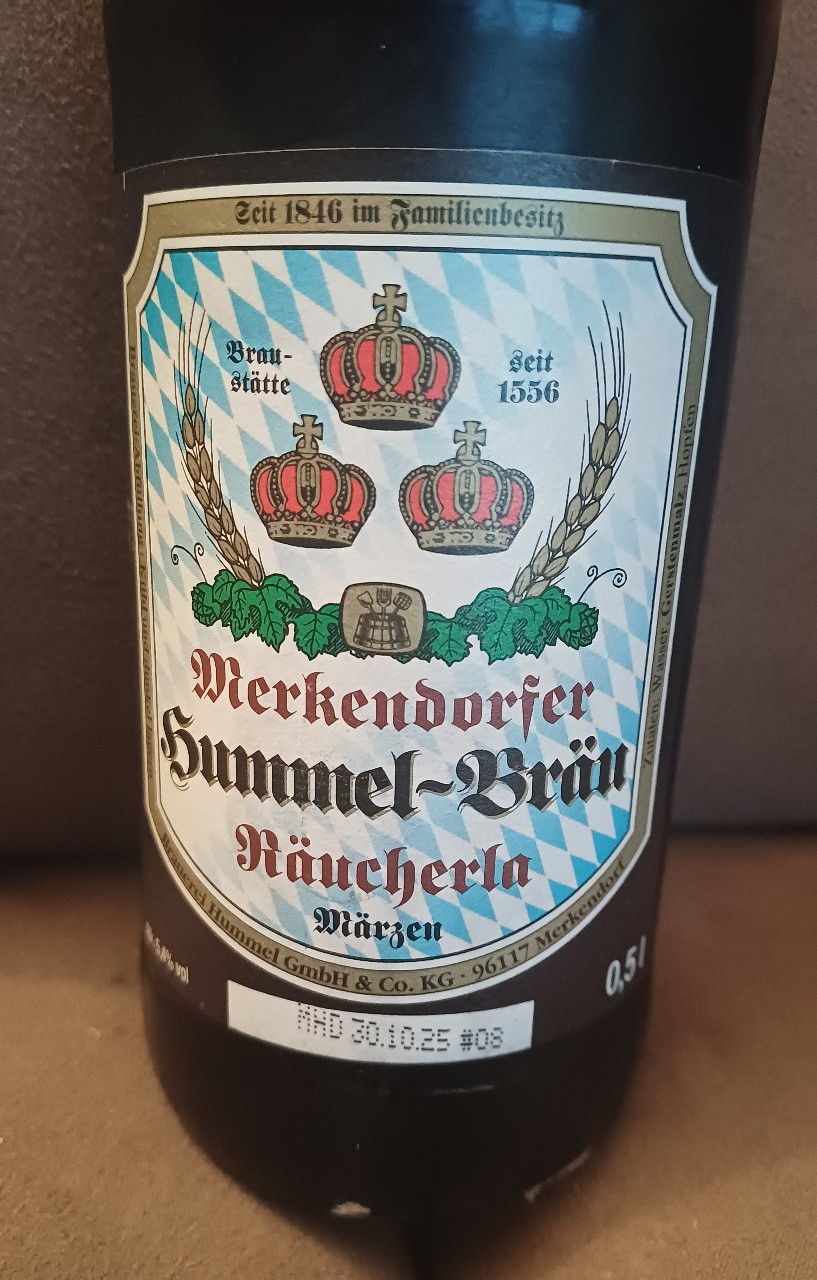 Seit 1846 im Familienbesitz
Brau-
stätte
seit
1556
Merkendorfer
Hummel-Bräu
Räucherla
Märzen
Brauerei Hummel GmbH & Co. KG · 96117 Merkendorf
Zutaten: Wasser, Gerstenmalz, Hopfen
% vol
0,5 l
MHD 30.10.25 #08